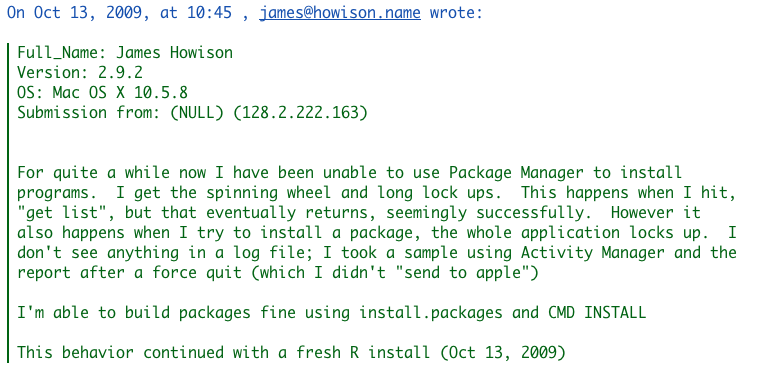 On Oct 13, 2009, at 10:45 , james@howison.name wrote:
Full_Name: James Howison
Version: 2.9.2
OS: Mac OS X 10.5.8
Submission from: (NULL) (128.2.222.163)
For quite a while now I have been unable to use Package Manager to install
programs.  I get the spinning wheel and long lock ups.  This happens when I hit,
"get list", but that eventually returns, seemingly successfully.  However it
also happens when I try to install a package, the whole application locks up.  I
don't see anything in a log file; I took a sample using Activity Manager and the
report after a force quit (which I didn't "send to apple")
I'm able to build packages fine using install.packages and CMD INSTALL
This behavior continued with a fresh R install (Oct 13, 2009)